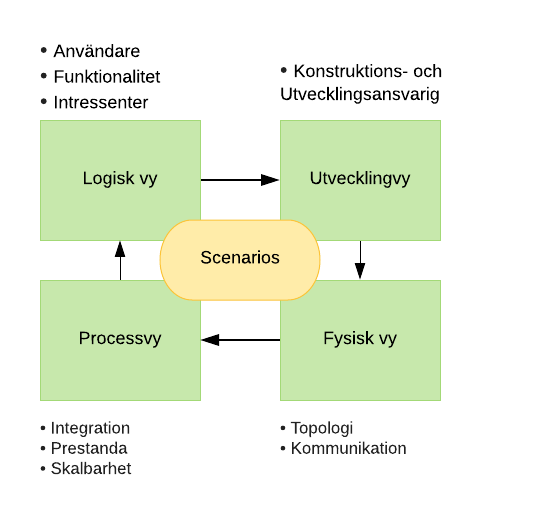 • Användare
• Funktionalitet
• Intressenter
• Konstruktions- och
Utvecklingsansvarig
Logisk vy
Utvecklingvy
Scenarios
Processvy
Fysisk vy
• Integration
• Prestanda
• Skalbarhet
• Topologi
• Kommunikation